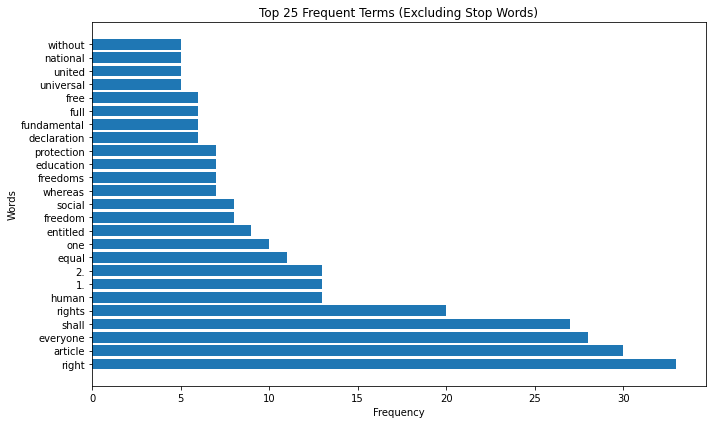 Top 25 Frequent Terms (Excluding Stop Words)
Words
without
national
united
universal
free
full
fundamental
declaration
protection
education
freedoms
whereas
social
freedom
entitled
one
equal
2.
1.
human
rights
shall
everyone
article
right
0 5 10 15 20 25 30
Frequency